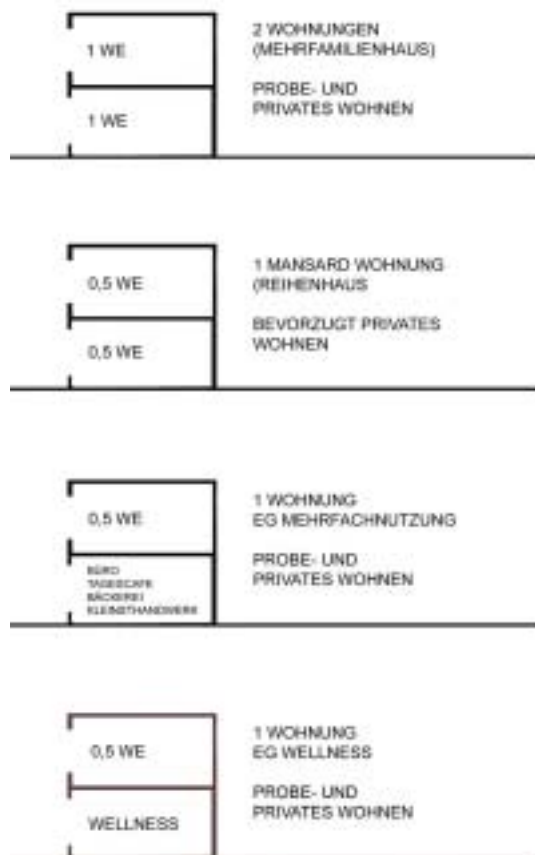 1 WE
1 WE
2 WOHNUNGEN
(MEHRFAMILIENHAUS)
PROBE- UND
PRIVATES WOHNEN
0,5 WE
0,5 WE
1 MANSARD WOHNUNG
(REIHENHAUS
BEVORZUGT PRIVATES
WOHNEN
0,5 WE
BÜRO
TAGESCAFE
BÄCKEREI
KLEINSTHANDWERK
1 WOHNUNG
EG MEHRFACHNUTZUNG
PROBE- UND
PRIVATES WOHNEN
0,5 WE
WELLNESS
1 WOHNUNG
EG WELLNESS
PROBE- UND
PRIVATES WOHNEN